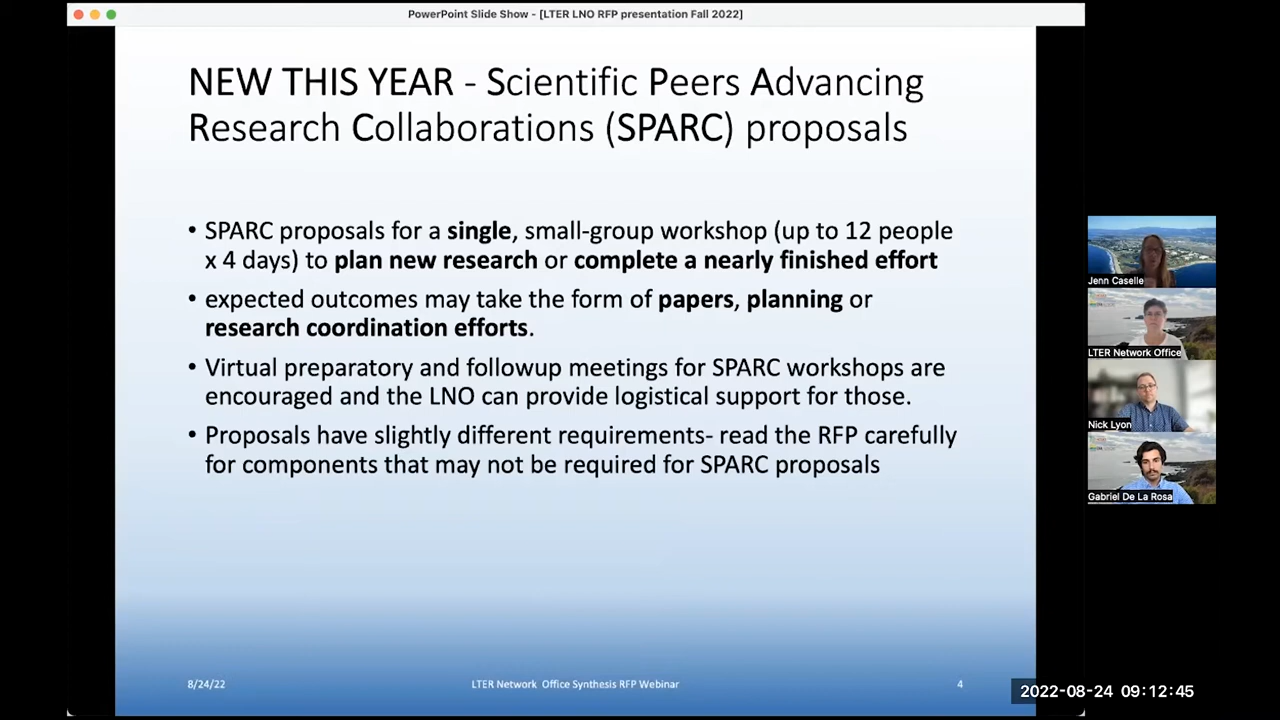 PowerPoint Slide Show - [LTER LNO RFP presentation Fall 2022]
NEW THIS YEAR - Scientific Peers Advancing
Research Collaborations (SPARC) proposals
• SPARC proposals for a single, small-group workshop (up to 12 people
x 4 days) to plan new research or complete a nearly finished effort
• expected outcomes may take the form of papers, planning or
research coordination efforts.
• Virtual preparatory and followup meetings for SPARC workshops are
encouraged and the LNO can provide logistical support for those.
• Proposals have slightly different requirements- read the RFP carefully
for components that may not be required for SPARC proposals
8/24/22
LTER Network Office Synthesis RFP Webinar
4
Jenn Caselle
LTER Network Office
Nick Lyon
Gabriel De La Rosa
2022-08-24 09:12:45